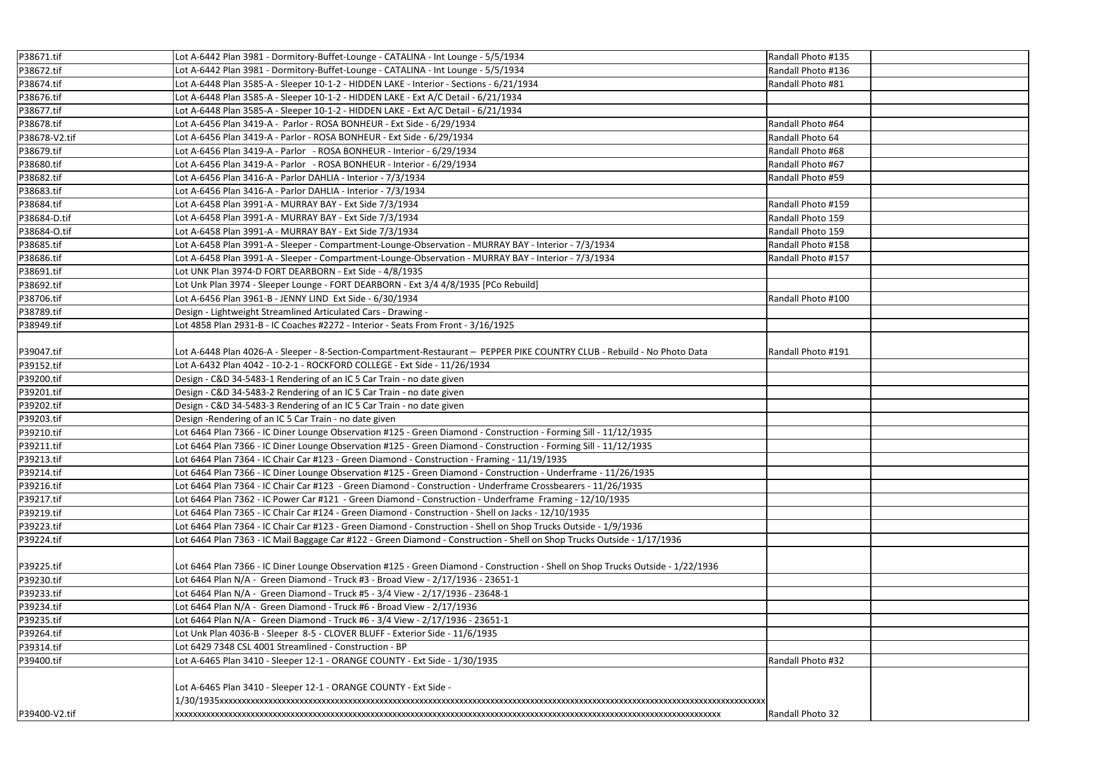 P38671.tif Lot A-6442 Plan 3981 - Dormitory-Buffet-Lounge - CATALINA - Int Lounge - 5/5/1934 Randall Photo #135
P38672.tif Lot A-6442 Plan 3981 - Dormitory-Buffet-Lounge - CATALINA - Int Lounge - 5/5/1934 Randall Photo #136
P38674.tif Lot A-6448 Plan 3585-A - Sleeper 10-1-2 - HIDDEN LAKE - Interior - Sections - 6/21/1934 Randall Photo #81
P38676.tif Lot A-6448 Plan 3585-A - Sleeper 10-1-2 - HIDDEN LAKE - Ext A/C Detail - 6/21/1934
P38677.tif Lot A-6448 Plan 3585-A - Sleeper 10-1-2 - HIDDEN LAKE - Ext A/C Detail - 6/21/1934
P38678.tif Lot A-6456 Plan 3419-A - Parlor - ROSA BONHEUR - Ext Side - 6/29/1934 Randall Photo #64
P38678-V2.tif Lot A-6456 Plan 3419-A - Parlor - ROSA BONHEUR - Ext Side - 6/29/1934 Randall Photo 64
P38679.tif Lot A-6456 Plan 3419-A - Parlor - ROSA BONHEUR - Interior - 6/29/1934 Randall Photo #68
P38680.tif Lot A-6456 Plan 3419-A - Parlor - ROSA BONHEUR - Interior - 6/29/1934 Randall Photo #67
P38682.tif Lot A-6456 Plan 3416-A - Parlor DAHLIA - Interior - 7/3/1934 Randall Photo #59
P38683.tif Lot A-6456 Plan 3416-A - Parlor DAHLIA - Interior - 7/3/1934
P38684.tif Lot A-6458 Plan 3991-A - MURRAY BAY - Ext Side 7/3/1934 Randall Photo #159
P38684-D.tif Lot A-6458 Plan 3991-A - MURRAY BAY - Ext Side 7/3/1934 Randall Photo 159
P38684-O.tif Lot A-6458 Plan 3991-A - MURRAY BAY - Ext Side 7/3/1934 Randall Photo 159
P38685.tif Lot A-6458 Plan 3991-A - Sleeper - Compartment-Lounge-Observation - MURRAY BAY - Interior - 7/3/1934 Randall Photo #158
P38686.tif Lot A-6458 Plan 3991-A - Sleeper - Compartment-Lounge-Observation - MURRAY BAY - Interior - 7/3/1934 Randall Photo #157
P38691.tif Lot UNK Plan 3974-D FORT DEARBORN - Ext Side - 4/8/1935
P38692.tif Lot Unk Plan 3974 - Sleeper Lounge - FORT DEARBORN - Ext 3/4 4/8/1935 [PCo Rebuild]
P38706.tif Lot A-6456 Plan 3961-B - JENNY LIND Ext Side - 6/30/1934 Randall Photo #100
P38789.tif Design - Lightweight Streamlined Articulated Cars - Drawing -
P38949.tif Lot 4858 Plan 2931-B - IC Coaches #2272 - Interior - Seats From Front - 3/16/1925
P39047.tif Lot A-6448 Plan 4026-A - Sleeper - 8-Section-Compartment-Restaurant – PEPPER PIKE COUNTRY CLUB - Rebuild - No Photo Data Randall Photo #191
P39152.tif Lot A-6432 Plan 4042 - 10-2-1 - ROCKFORD COLLEGE - Ext Side - 11/26/1934
P39200.tif Design - C&D 34-5483-1 Rendering of an IC 5 Car Train - no date given
P39201.tif Design - C&D 34-5483-2 Rendering of an IC 5 Car Train - no date given
P39202.tif Design - C&D 34-5483-3 Rendering of an IC 5 Car Train - no date given
P39203.tif Design -Rendering of an IC 5 Car Train - no date given
P39210.tif Lot 6464 Plan 7366 - IC Diner Lounge Observation #125 - Green Diamond - Construction - Forming Sill - 11/12/1935
P39211.tif Lot 6464 Plan 7366 - IC Diner Lounge Observation #125 - Green Diamond - Construction - Forming Sill - 11/12/1935
P39213.tif Lot 6464 Plan 7364 - IC Chair Car #123 - Green Diamond - Construction - Framing - 11/19/1935
P39214.tif Lot 6464 Plan 7366 - IC Diner Lounge Observation #125 - Green Diamond - Construction - Underframe - 11/26/1935
P39216.tif Lot 6464 Plan 7364 - IC Chair Car #123 - Green Diamond - Construction - Underframe Crossbearers - 11/26/1935
P39217.tif Lot 6464 Plan 7362 - IC Power Car #121 - Green Diamond - Construction - Underframe Framing - 12/10/1935
P39219.tif Lot 6464 Plan 7365 - IC Chair Car #124 - Green Diamond - Construction - Shell on Jacks - 12/10/1935
P39223.tif Lot 6464 Plan 7364 - IC Chair Car #123 - Green Diamond - Construction - Shell on Shop Trucks Outside - 1/9/1936
P39224.tif Lot 6464 Plan 7363 - IC Mail Baggage Car #122 - Green Diamond - Construction - Shell on Shop Trucks Outside - 1/17/1936
P39225.tif Lot 6464 Plan 7366 - IC Diner Lounge Observation #125 - Green Diamond - Construction - Shell on Shop Trucks Outside - 1/22/1936
P39230.tif Lot 6464 Plan N/A - Green Diamond - Truck #3 - Broad View - 2/17/1936 - 23651-1
P39233.tif Lot 6464 Plan N/A - Green Diamond - Truck #5 - 3/4 View - 2/17/1936 - 23648-1
P39234.tif Lot 6464 Plan N/A - Green Diamond - Truck #6 - Broad View - 2/17/1936
P39235.tif Lot 6464 Plan N/A - Green Diamond - Truck #6 - 3/4 View - 2/17/1936 - 23651-1
P39264.tif Lot Unk Plan 4036-B - Sleeper 8-5 - CLOVER BLUFF - Exterior Side - 11/6/1935
P39314.tif Lot 6429 7348 CSL 4001 Streamlined - Construction - BP
P39400.tif Lot A-6465 Plan 3410 - Sleeper 12-1 - ORANGE COUNTY - Ext Side - 1/30/1935 Randall Photo #32
Lot A-6465 Plan 3410 - Sleeper 12-1 - ORANGE COUNTY - Ext Side -
1/30/1935xxxxxxxxxxxxxxxxxxxxxxxxxxxxxxxxxxxxxxxxxxxxxxxxxxxxxxxxxxxxxxxxxxxxxxxxxxxxxxxxxxxxxxxxxxxxxxxxxxxxxxxxxxxxxxxxxxxxxxxxxxxxx
P39400-V2.tif xxxxxxxxxxxxxxxxxxxxxxxxxxxxxxxxxxxxxxxxxxxxxxxxxxxxxxxxxxxxxxxxxxxxxxxxxxxxxxxxxxxxxxxxxxxxxxxxxxxxxxxxxxxxxxxxxxxxxxxxxxx Randall Photo 32